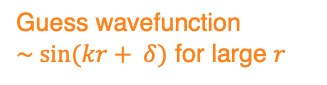 Guess wavefunction
~ sin(kr + δ) for large r